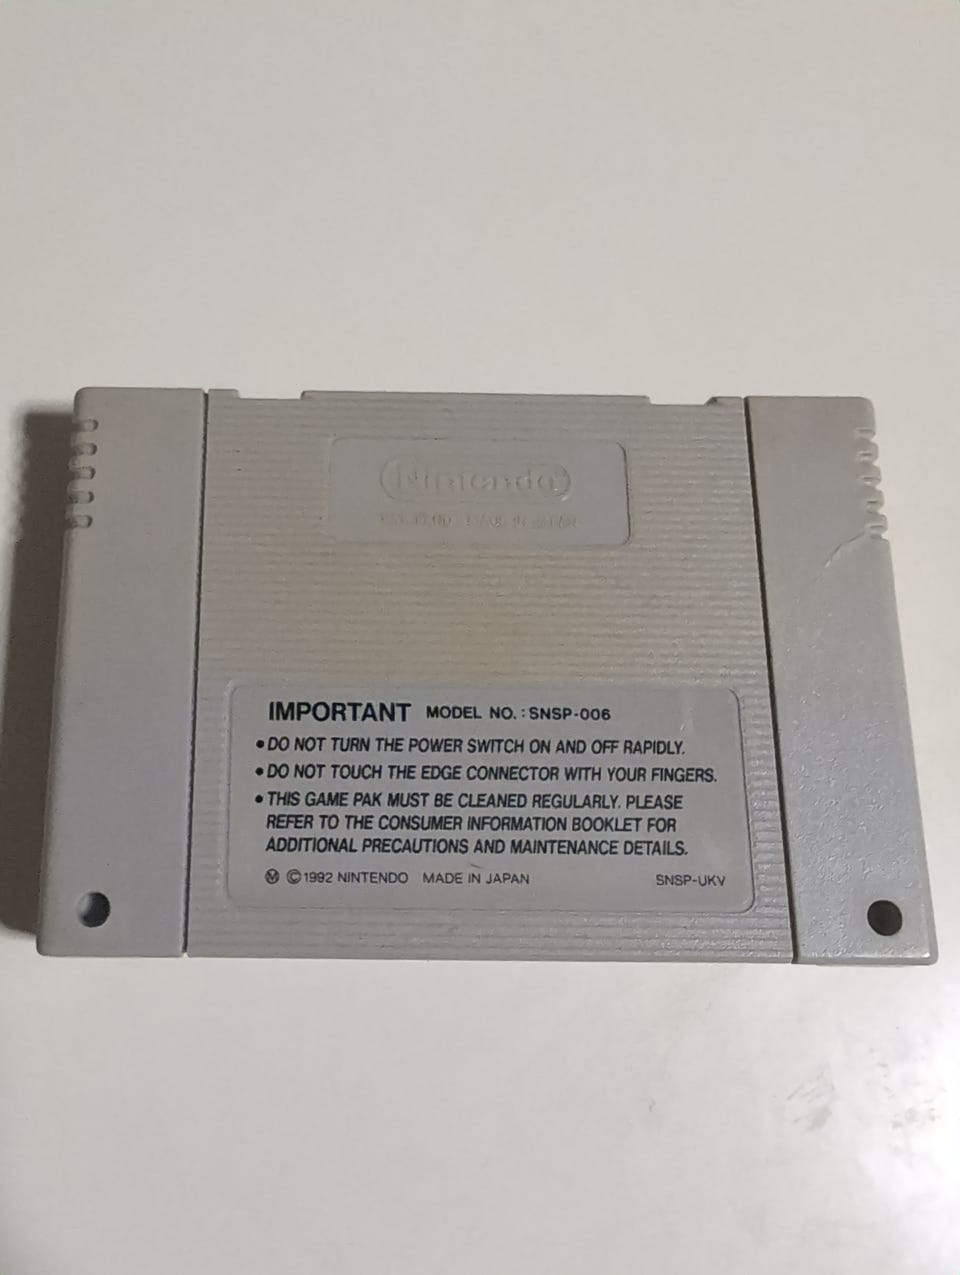 Nintendo
IMPORTANT MODEL NO.: SNSP-006
• DO NOT TURN THE POWER SWITCH ON AND OFF RAPIDLY.
• DO NOT TOUCH THE EDGE CONNECTOR WITH YOUR FINGERS.
• THIS GAME PAK MUST BE CLEANED REGULARLY. PLEASE
REFER TO THE CONSUMER INFORMATION BOOKLET FOR
ADDITIONAL PRECAUTIONS AND MAINTENANCE DETAILS.
Ⓜ ©1992 NINTENDO MADE IN JAPAN SNSP-UKV